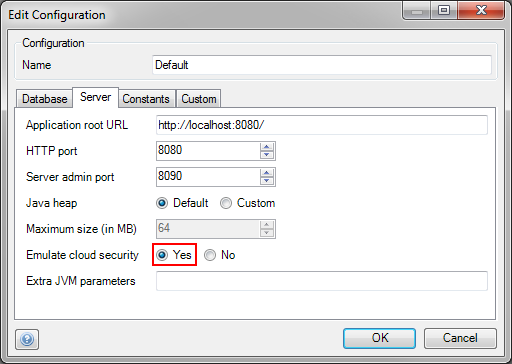 Edit Configuration
Configuration
Name Default
Database Server Constants Custom
Application root URL http://localhost:8080/
HTTP port 8080
Server admin port 8090
Java heap Default Custom
Maximum size (in MB) 64
Emulate cloud security Yes No
Extra JVM parameters
? OK Cancel